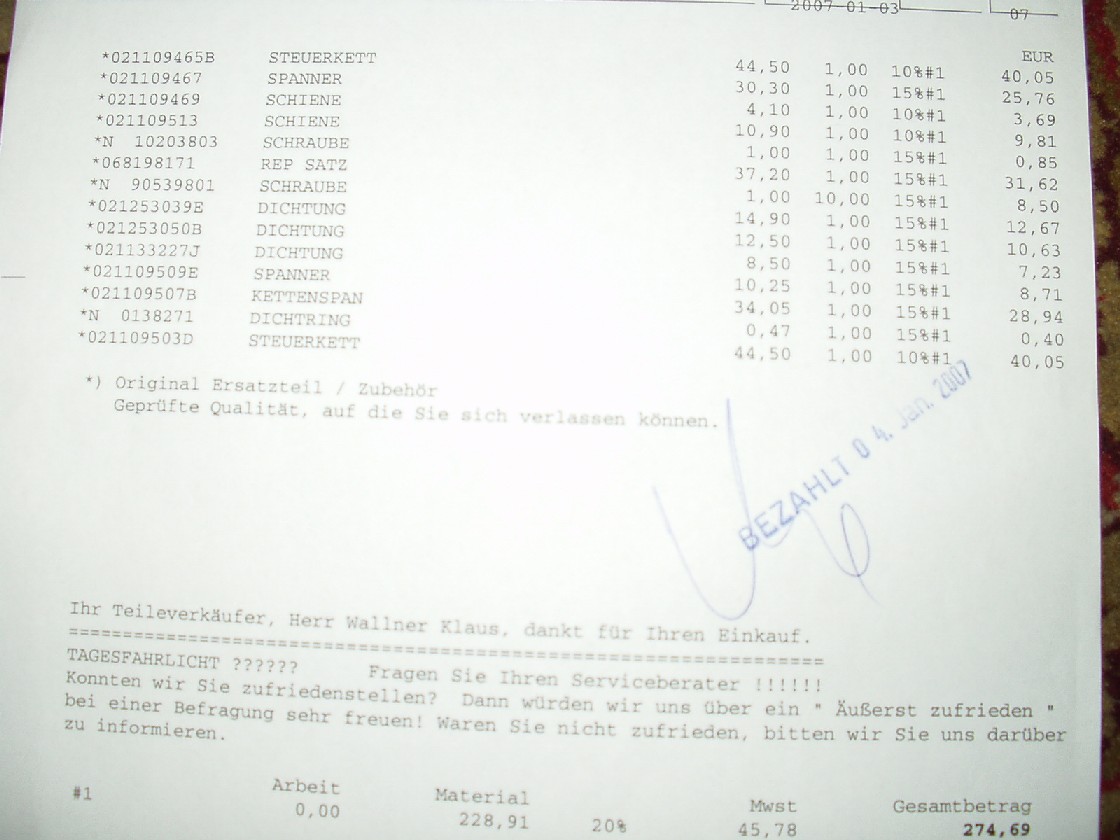 2007-01-03 07
EUR
*021109465B STEUERKETT 44,50 1,00 10%#1 40,05
*021109467 SPANNER 30,30 1,00 15%#1 25,76
*021109469 SCHIENE 4,10 1,00 10%#1 3,69
*021109513 SCHIENE 10,90 1,00 10%#1 9,81
*N 10203803 SCHRAUBE 1,00 1,00 15%#1 0,85
*068198171 REP SATZ 37,20 1,00 15%#1 31,62
*N 90539801 SCHRAUBE 1,00 10,00 15%#1 8,50
*021253039E DICHTUNG 14,90 1,00 15%#1 12,67
*021253050B DICHTUNG 12,50 1,00 15%#1 10,63
*021133227J DICHTUNG 8,50 1,00 15%#1 7,23
*021109509E SPANNER 10,25 1,00 15%#1 8,71
*021109507B KETTENSPAN 34,05 1,00 15%#1 28,94
*N 0138271 DICHTRING 0,47 1,00 15%#1 0,40
*021109503D STEUERKETT 44,50 1,00 10%#1 40,05
*) Original Ersatzteil / Zubehör
Geprüfte Qualität, auf die Sie sich verlassen können.
BEZAHLT 0 4. Jan. 2007
Ihr Teileverkäufer, Herr Wallner Klaus, dankt für Ihren Einkauf.
======================================================================
TAGESFAHRLICHT ?????? Fragen Sie Ihren Serviceberater !!!!!!
Konnten wir Sie zufriedenstellen? Dann würden wir uns über ein " Äußerst zufrieden "
bei einer Befragung sehr freuen! Waren Sie nicht zufrieden, bitten wir Sie uns darüber
zu informieren.
Arbeit Material Mwst Gesamtbetrag
#1 0,00 228,91 20% 45,78 274,69